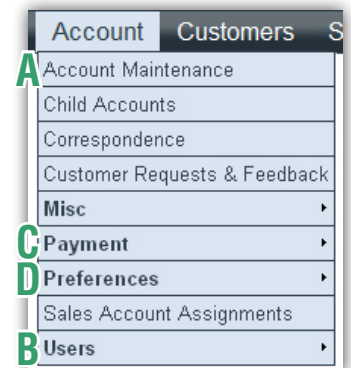 Account Customers S
A Account Maintenance
Child Accounts
Correspondence
Customer Requests & Feedback
Misc
C Payment
D Preferences
Sales Account Assignments
B Users